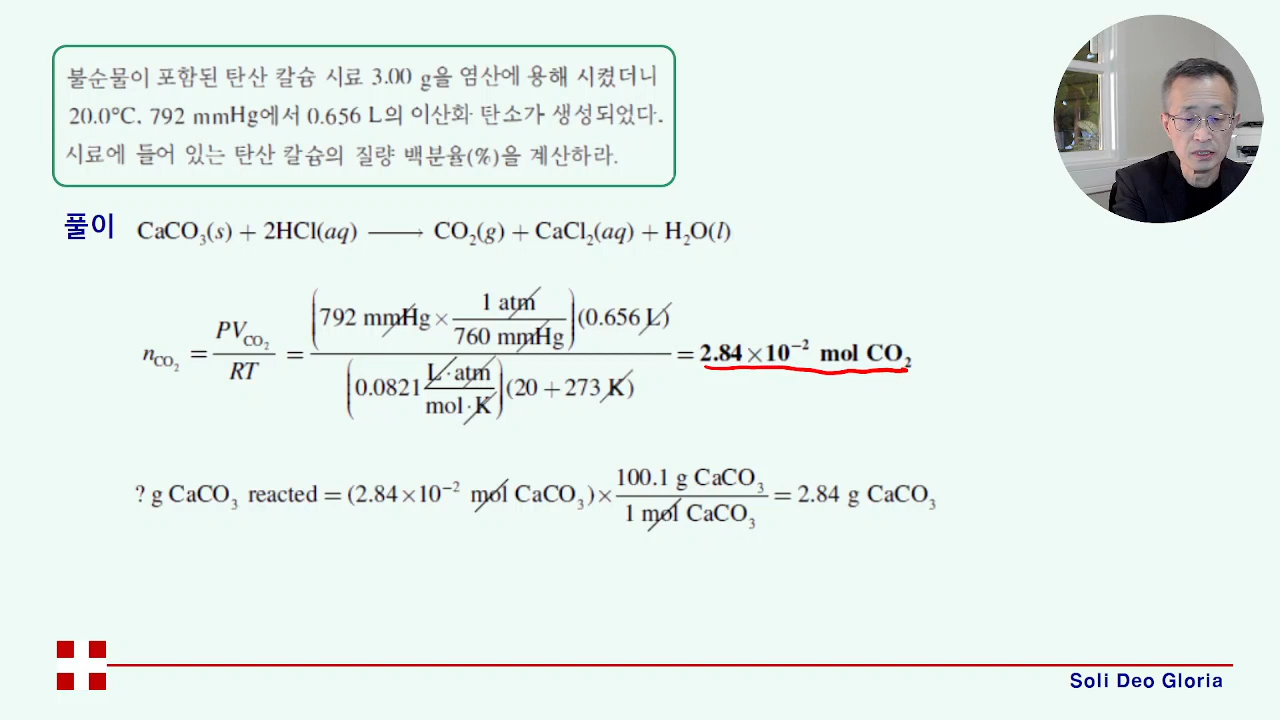 불순물이 포함된 탄산 칼슘 시료 3.00 g을 염산에 용해 시켰더니
20.0°C, 792 mmHg에서 0.656 L의 이산화 탄소가 생성되었다.
시료에 들어 있는 탄산 칼슘의 질량 백분율(%)을 계산하라.
풀이 CaCO₃(s) + 2HCl(aq) ⟶ CO₂(g) + CaCl₂(aq) + H₂O(l)
n_CO₂ = PV_CO₂ / RT = (792 mmHg × 1 atm / 760 mmHg)(0.656 L) / (0.0821 L·atm / mol·K)(20 + 273 K) = 2.84 × 10⁻² mol CO₂
? g CaCO₃ reacted = (2.84 × 10⁻² mol CaCO₃) × 100.1 g CaCO₃ / 1 mol CaCO₃ = 2.84 g CaCO₃
Soli Deo Gloria